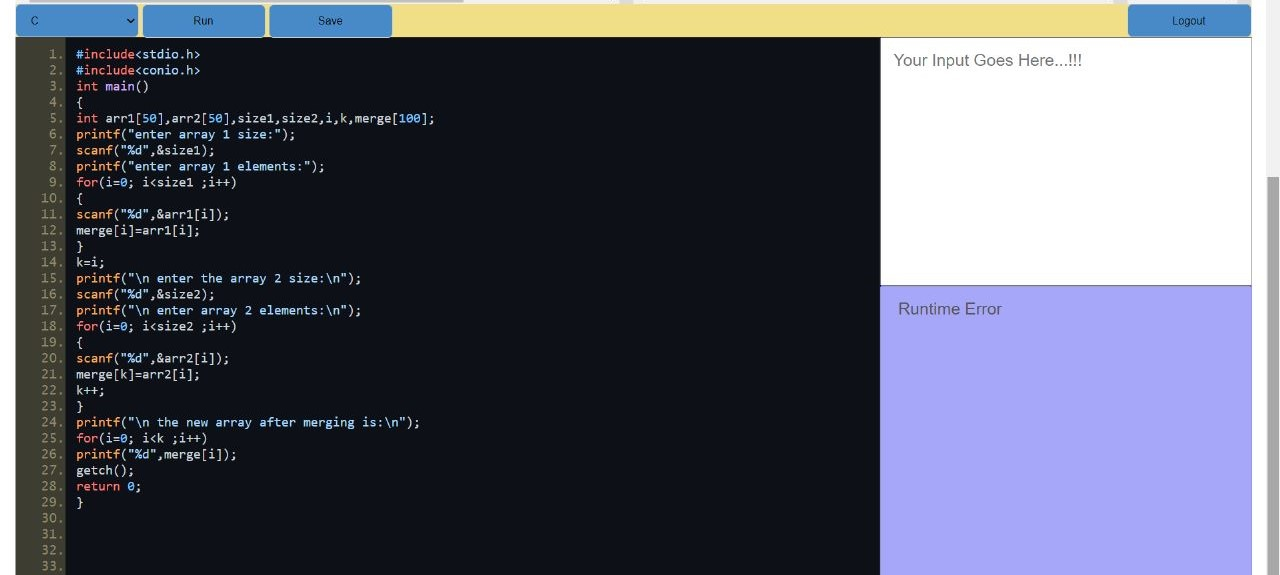 C Run Save Logout
1. #include<stdio.h>
2. #include<conio.h>
3. int main()
4. {
5. int arr1[50],arr2[50],size1,size2,i,k,merge[100];
6. printf("enter array 1 size:");
7. scanf("%d",&size1);
8. printf("enter array 1 elements:");
9. for(i=0; i<size1 ;i++)
10. {
11. scanf("%d",&arr1[i]);
12. merge[i]=arr1[i];
13. }
14. k=i;
15. printf("\n enter the array 2 size:\n");
16. scanf("%d",&size2);
17. printf("\n enter array 2 elements:\n");
18. for(i=0; i<size2 ;i++)
19. {
20. scanf("%d",&arr2[i]);
21. merge[k]=arr2[i];
22. k++;
23. }
24. printf("\n the new array after merging is:\n");
25. for(i=0; i<k ;i++)
26. printf("%d",merge[i]);
27. getch();
28. return 0;
29. }
30.
31.
32.
33.
Your Input Goes Here...!!!
Runtime Error